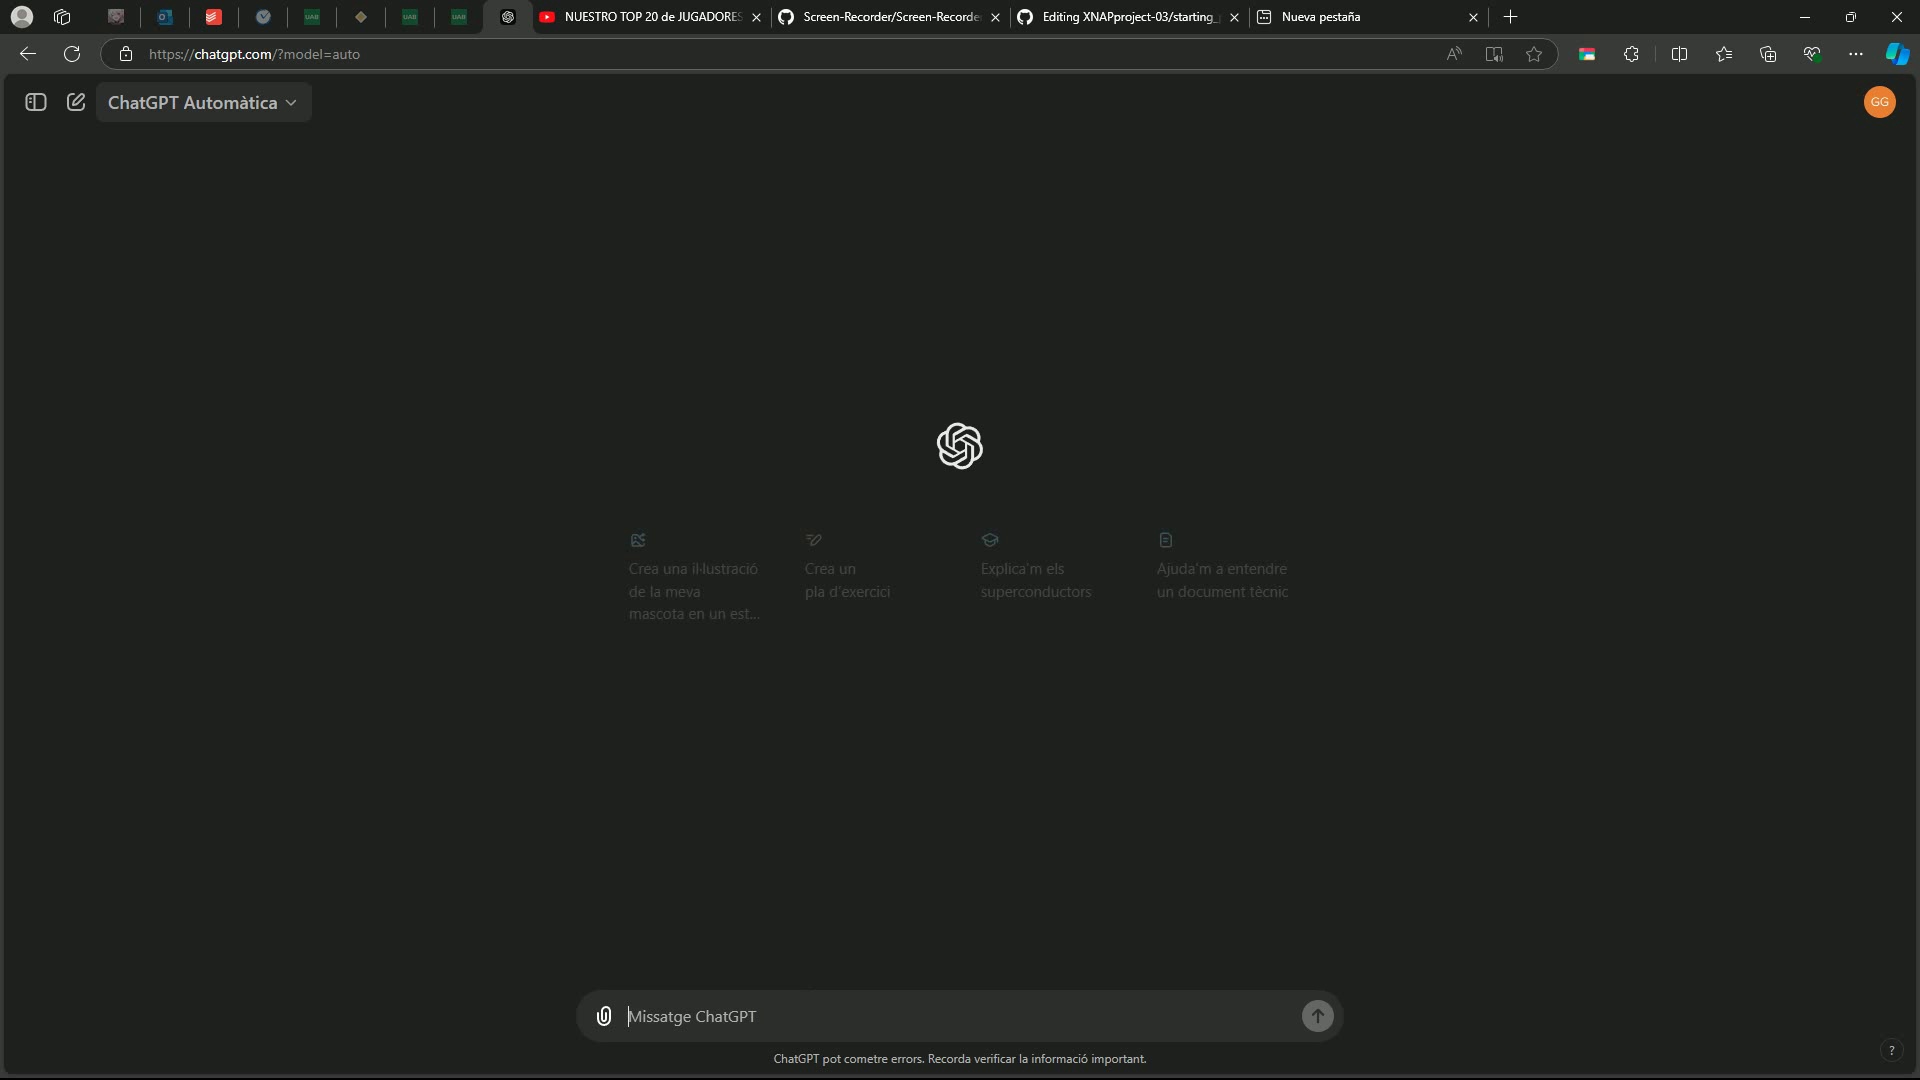 NUESTRO TOP 20 de JUGADORES
Screen-Recorder/Screen-Recorde
Editing XNAPproject-03/starting_
Nueva pestaña
https://chatgpt.com/?model=auto
ChatGPT Automàtica
GG
Crea una il·lustració
de la meva
mascota en un est...
Crea un
pla d'exercici
Explica'm els
superconductors
Ajuda'm a entendre
un document tècnic
Missatge ChatGPT
ChatGPT pot cometre errors. Recorda verificar la informació important.
?